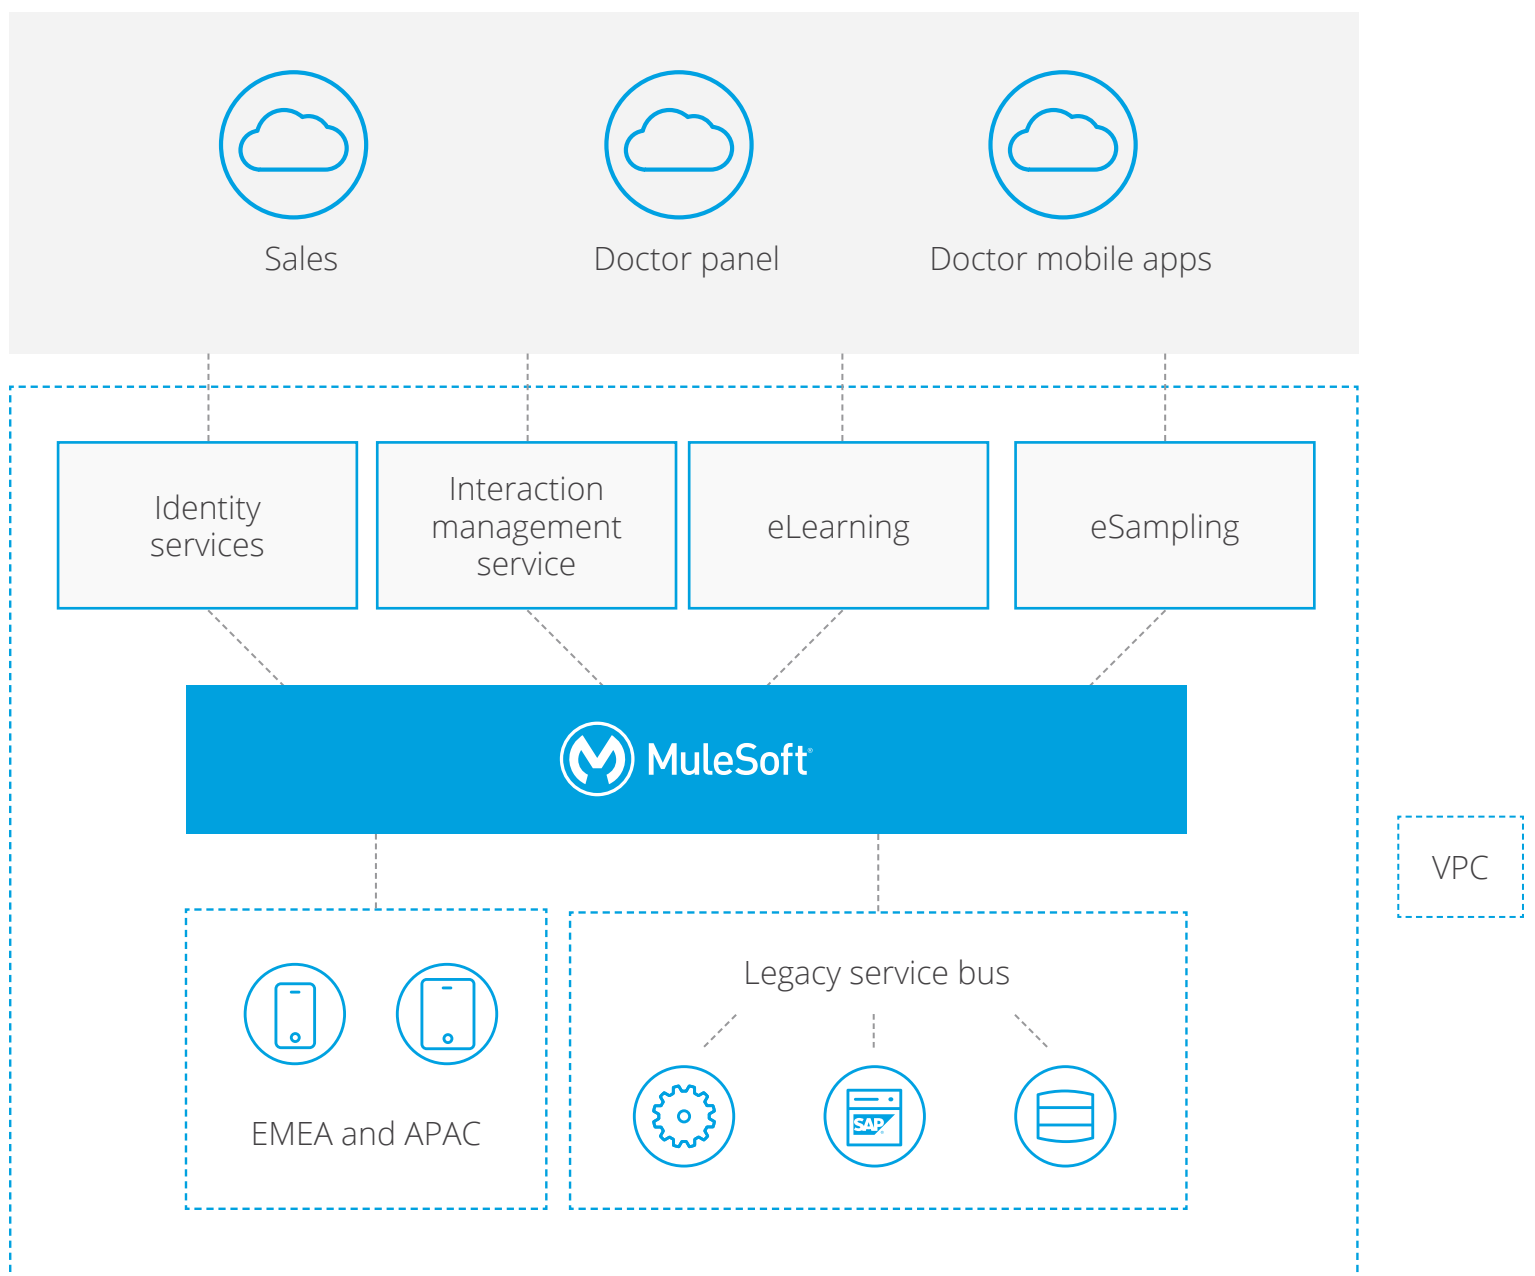 Sales
Doctor panel
Doctor mobile apps
Identity
services
Interaction
management
service
eLearning
eSampling
MuleSoft
VPC
Legacy service bus
SAP
EMEA and APAC